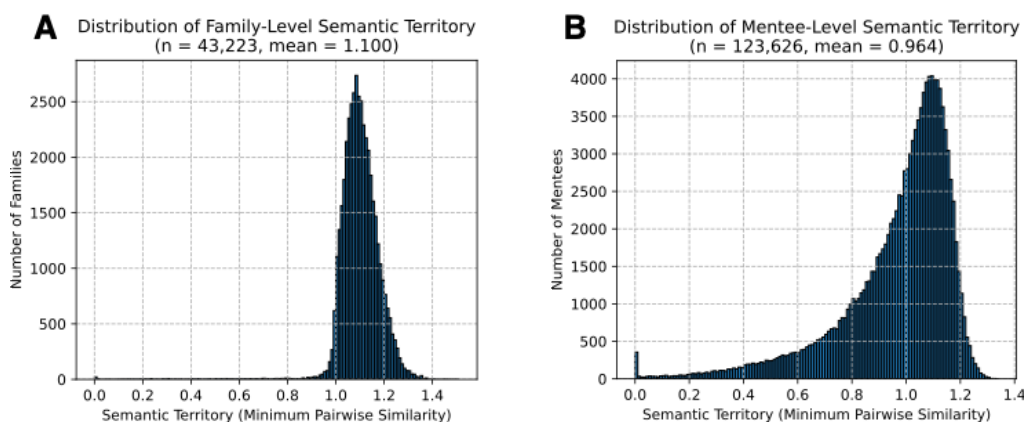 A
Distribution of Family-Level Semantic Territory
(n = 43,223, mean = 1.100)
Number of Families
2500
2000
1500
1000
500
0
0.0 0.2 0.4 0.6 0.8 1.0 1.2 1.4
Semantic Territory (Minimum Pairwise Similarity)
B
Distribution of Mentee-Level Semantic Territory
(n = 123,626, mean = 0.964)
Number of Mentees
4000
3500
3000
2500
2000
1500
1000
500
0
0.0 0.2 0.4 0.6 0.8 1.0 1.2 1.4
Semantic Territory (Minimum Pairwise Similarity)